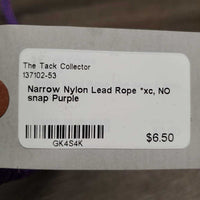 The Tack Collector
137102-53
Narrow Nylon Lead Rope *xc, NO
snap Purple
GK4S4K
$6.50